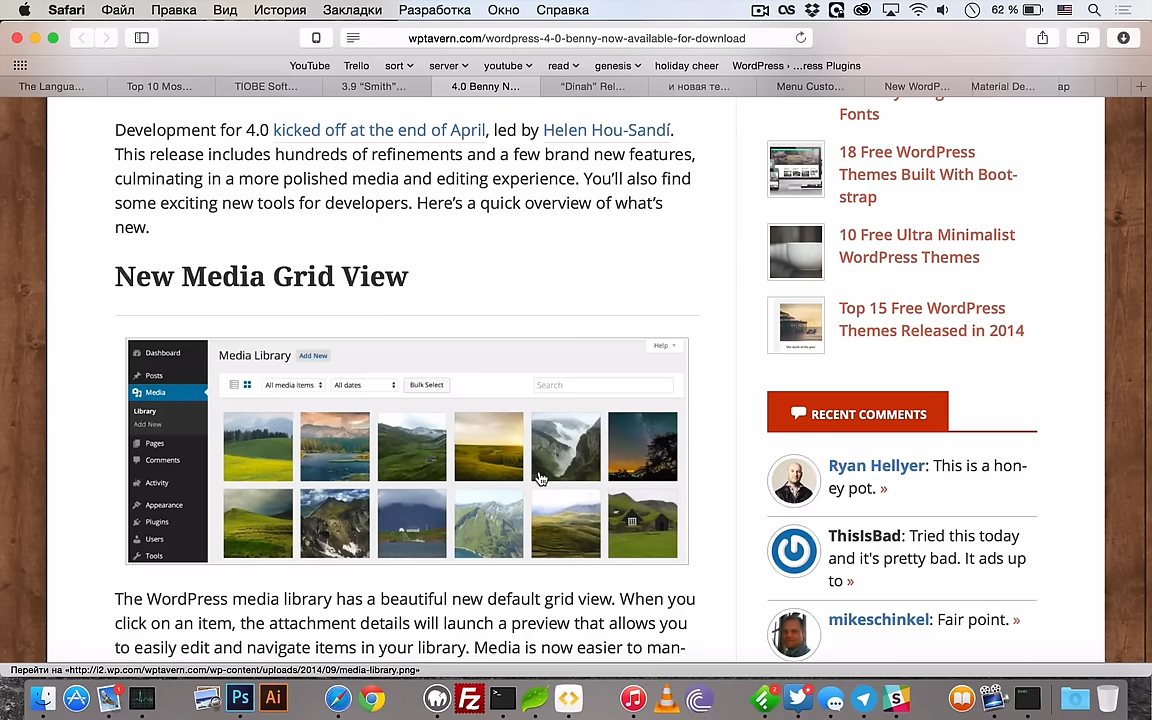 Safari Файл Правка Вид История Закладки Разработка Окно Справка 62 %
wptavern.com/wordpress-4-0-benny-now-available-for-download
YouTube Trello sort server youtube read genesis holiday cheer WordPress › ...ress Plugins
The Langua... Top 10 Mos... TIOBE Soft... 3.9 "Smith"... 4.0 Benny N... "Dinah" Rel... и новая те... Menu Custo... New WordP... Material De... ap
Development for 4.0 kicked off at the end of April, led by Helen Hou-Sandí.
This release includes hundreds of refinements and a few brand new features,
culminating in a more polished media and editing experience. You'll also find
some exciting new tools for developers. Here's a quick overview of what's
new.
New Media Grid View
Dashboard
Posts
Media
Library
Add New
Pages
Comments
Activity
Appearance
Plugins
Users
Tools
Help
Media Library Add New
All media items All dates Bulk Select Search
The WordPress media library has a beautiful new default grid view. When you
click on an item, the attachment details will launch a preview that allows you
to easily edit and navigate items in your library. Media is now easier to man-
Fonts
18 Free WordPress
Themes Built With Boot-
strap
10 Free Ultra Minimalist
WordPress Themes
Top 15 Free WordPress
Themes Released in 2014
RECENT COMMENTS
Ryan Hellyer: This is a hon-
ey pot. »
ThisIsBad: Tried this today
and it's pretty bad. It ads up
to »
mikeschinkel: Fair point. »
Перейти на «http://i2.wp.com/wptavern.com/wp-content/uploads/2014/09/media-library.png»
Ps Ai Fz